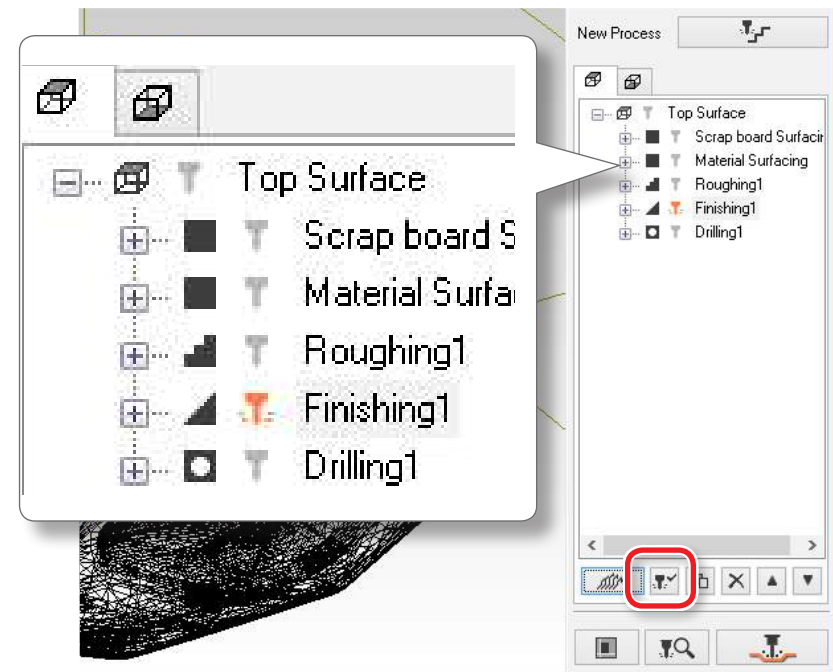 New Process
Top Surface
Scrap board Surfacin
Material Surfacing
Roughing1
Finishing1
Drilling1
Top Surface
Scrap board S
Material Surfa
Roughing1
Finishing1
Drilling1